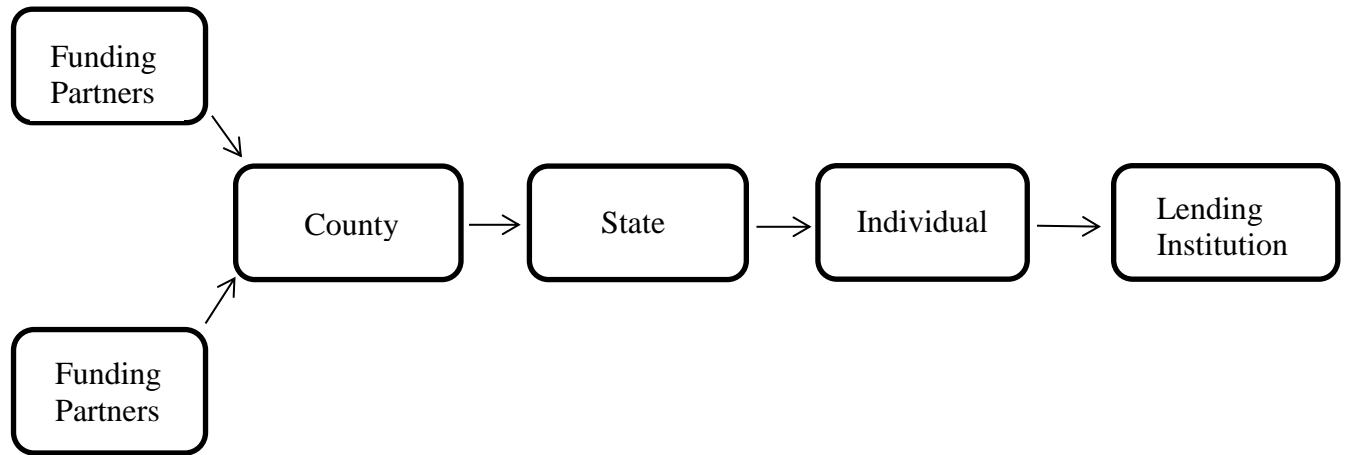 Funding
Partners
County
State
Individual
Lending
Institution
Funding
Partners